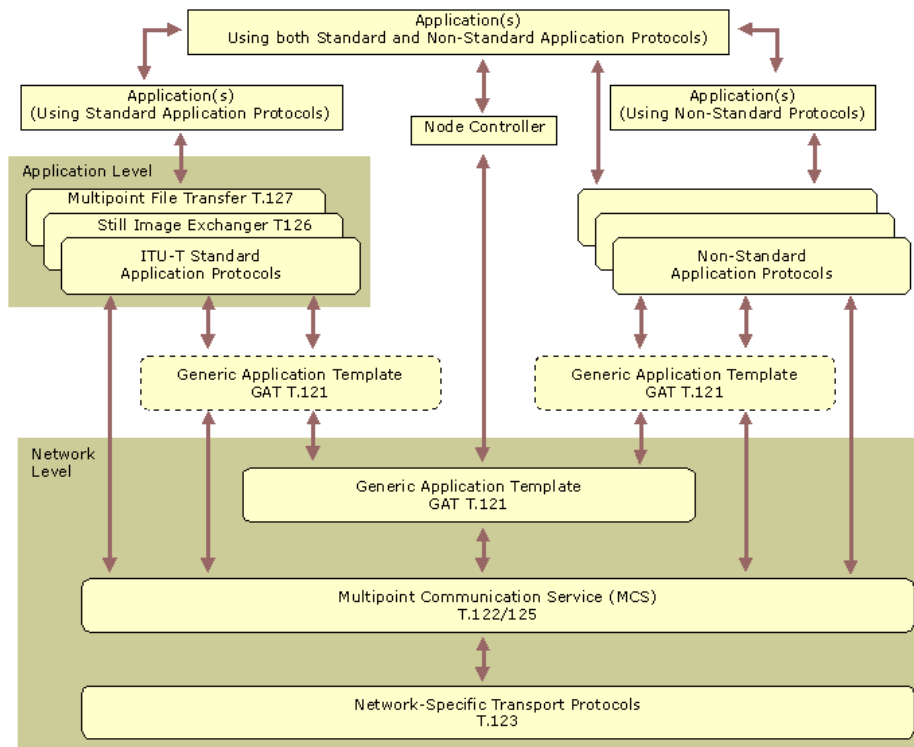 Application(s)
Using both Standard and Non-Standard Application Protocols)
Application(s)
(Using Standard Application Protocols)
Node Controller
Application(s)
(Using Non-Standard Protocols)
Application Level
Multipoint File Transfer T.127
Still Image Exchanger T126
ITU-T Standard
Application Protocols
Non-Standard
Application Protocols
Generic Application Template
GAT T.121
Generic Application Template
GAT T.121
Network
Level
Generic Application Template
GAT T.121
Multipoint Communication Service (MCS)
T.122/125
Network-Specific Transport Protocols
T.123